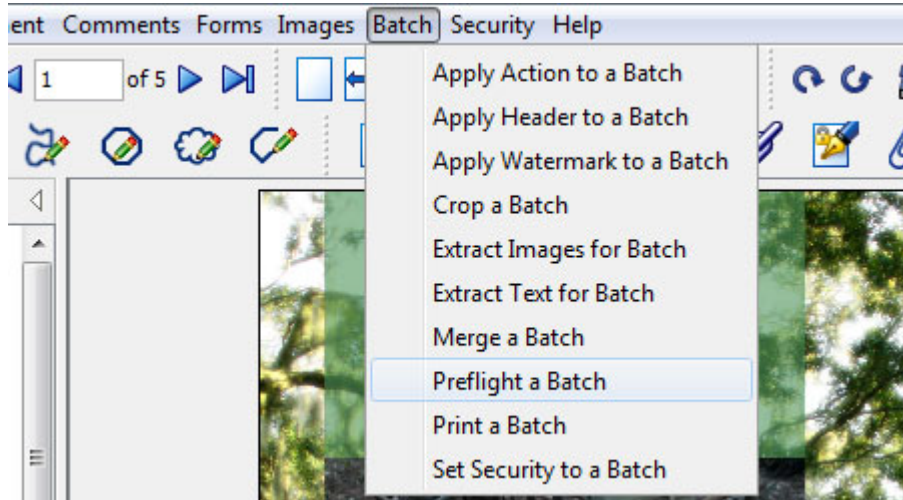 ent Comments Forms Images Batch Security Help
1 of 5
Apply Action to a Batch
Apply Header to a Batch
Apply Watermark to a Batch
Crop a Batch
Extract Images for Batch
Extract Text for Batch
Merge a Batch
Preflight a Batch
Print a Batch
Set Security to a Batch